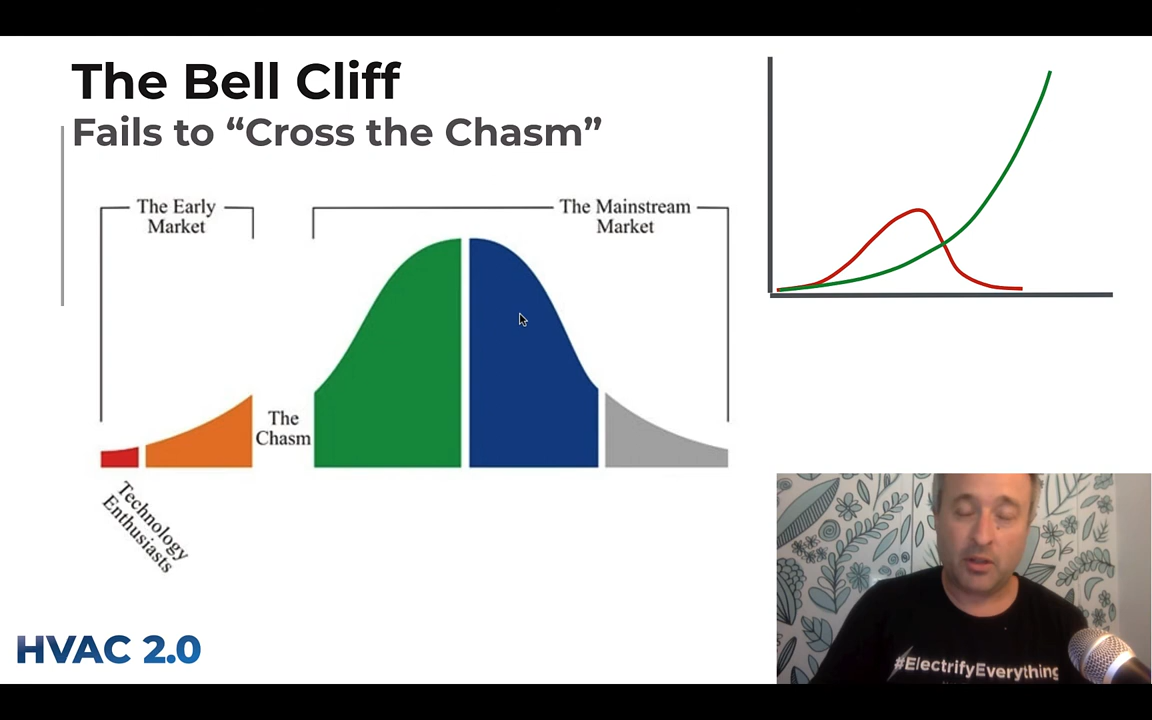 The Bell Cliff
Fails to “Cross the Chasm”
The Early
Market
The Mainstream
Market
The
Chasm
Technology
Enthusiasts
HVAC 2.0
#ElectrifyEverything